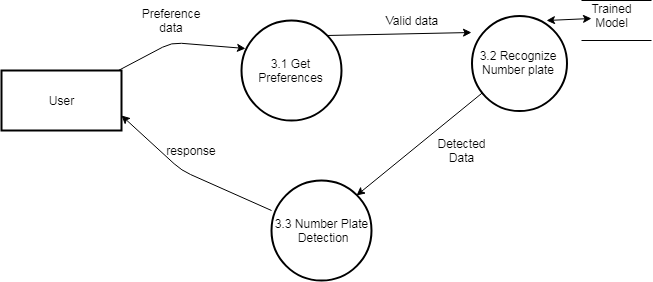 Preference
data
Valid data
Trained
Model
3.1 Get
Preferences
3.2 Recognize
Number plate
User
Detected
Data
response
3.3 Number Plate
Detection